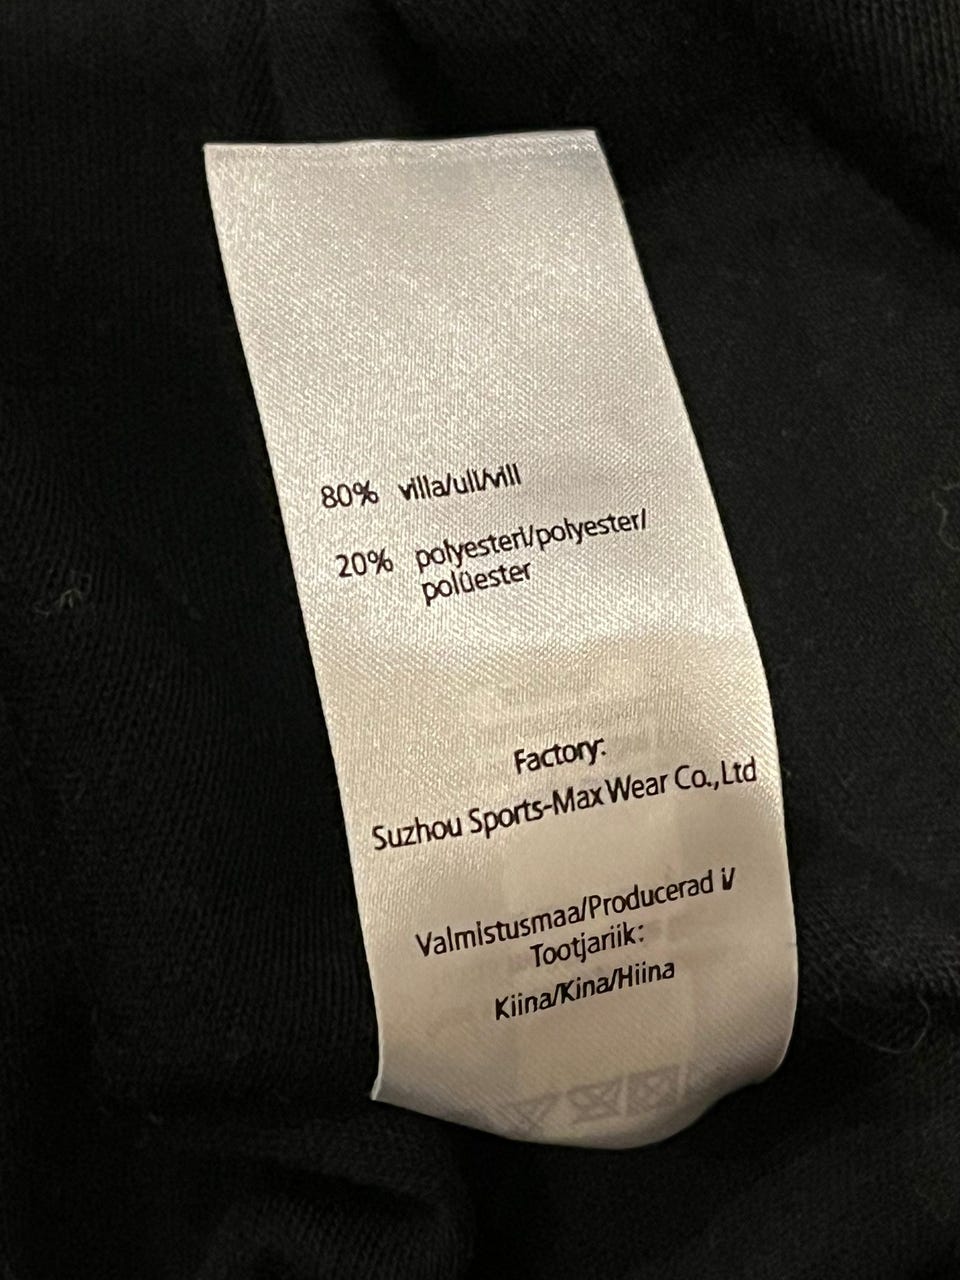 80% villa/ull/vill
20% polyesteri/polyester/
polüester
Factory:
Suzhou Sports-Max Wear Co.,Ltd
Valmistusmaa/Producerad i/
Tootjariik:
Kiina/Kina/Hiina